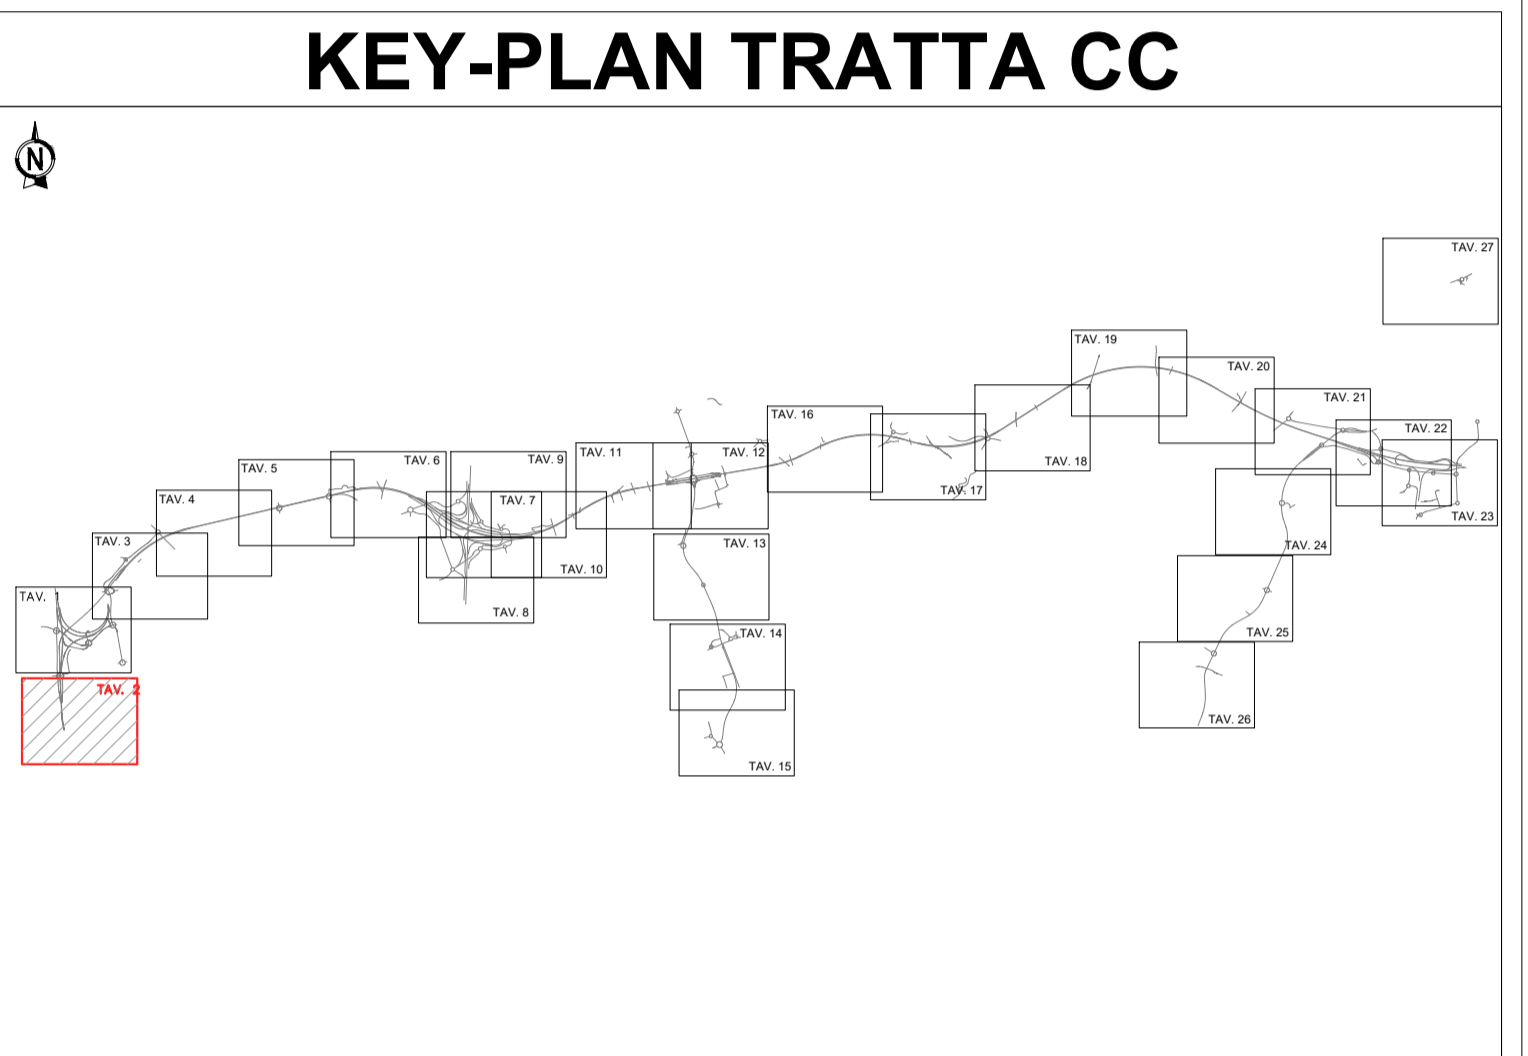 KEY-PLAN TRATTA CC
N
TAV. 27
TAV. 19
TAV. 20
TAV. 21
TAV. 16
TAV. 22
TAV. 11
TAV. 12
TAV. 6
TAV. 9
TAV. 18
TAV. 5
TAV. 17
TAV. 4
TAV. 7
TAV. 23
TAV. 3
TAV. 13
TAV. 24
TAV. 10
TAV. 1
TAV. 8
TAV. 14
TAV. 25
TAV. 2
TAV. 26
TAV. 15